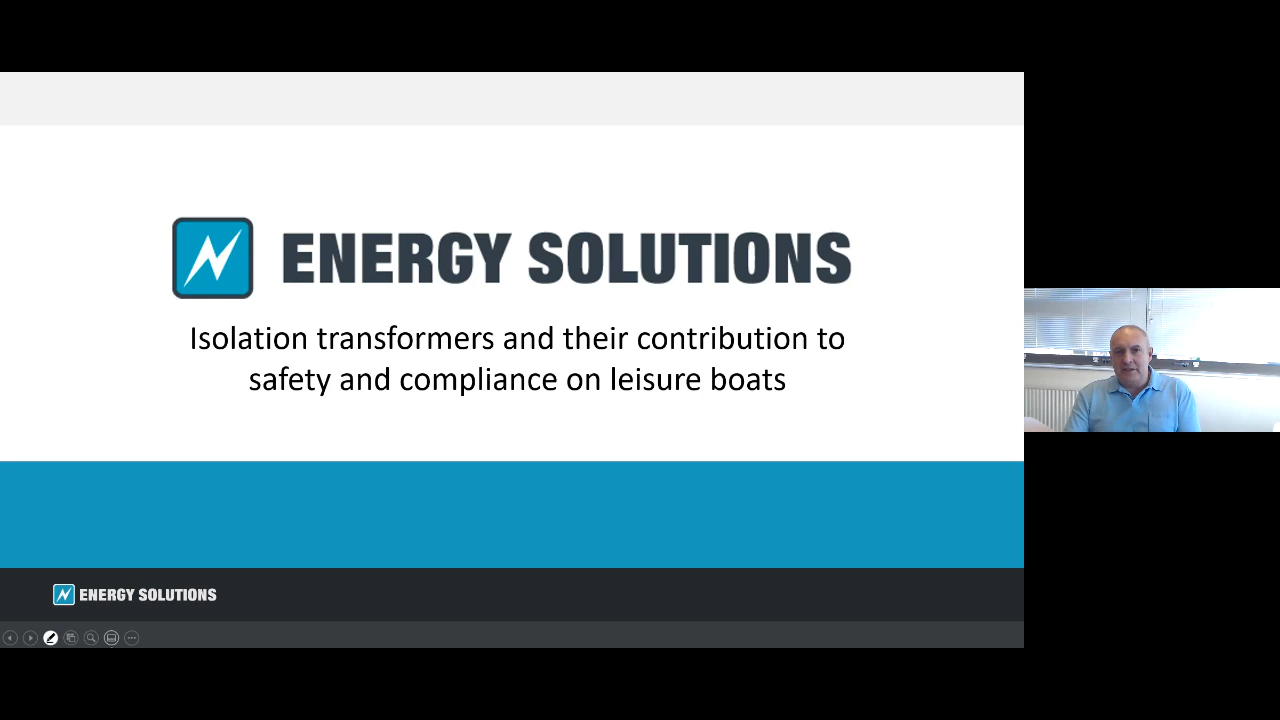 ENERGY SOLUTIONS
Isolation transformers and their contribution to
safety and compliance on leisure boats
ENERGY SOLUTIONS